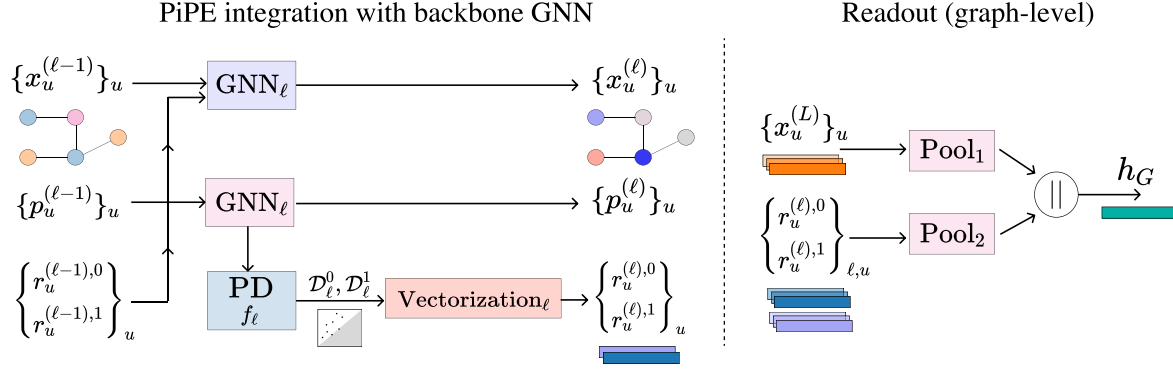 PiPE integration with backbone GNN
{x_u^{(ℓ−1)}}_u
GNN_ℓ
{x_u^{(ℓ)}}_u
{p_u^{(ℓ−1)}}_u
GNN_ℓ
{p_u^{(ℓ)}}_u
{r_u^{(ℓ−1),0}
r_u^{(ℓ−1),1}}_u
PD
f_ℓ
𝒟_ℓ^0, 𝒟_ℓ^1
Vectorization_ℓ
{r_u^{(ℓ),0}
r_u^{(ℓ),1}}_u
Readout (graph-level)
{x_u^{(L)}}_u
Pool_1
{r_u^{(ℓ),0}
r_u^{(ℓ),1}}_{ℓ,u}
Pool_2
||
h_G